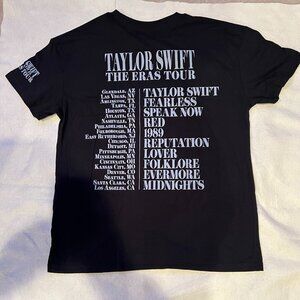 TAYLOR SWIFT
THE ERAS TOUR
GLENDALE, AZ
LAS VEGAS, NV
ARLINGTON, TX
TAMPA, FL
HOUSTON, TX
ATLANTA, GA
NASHVILLE, TN
PHILADELPHIA, PA
FOXBOROUGH, MA
EAST RUTHERFORD, NJ
CHICAGO, IL
DETROIT, MI
PITTSBURGH, PA
MINNEAPOLIS, MN
CINCINNATI, OH
KANSAS CITY, MO
DENVER, CO
SEATTLE, WA
SANTA CLARA, CA
LOS ANGELES, CA
TAYLOR SWIFT
FEARLESS
SPEAK NOW
RED
1989
REPUTATION
LOVER
FOLKLORE
EVERMORE
MIDNIGHTS
SWIFT
ERAS TOUR